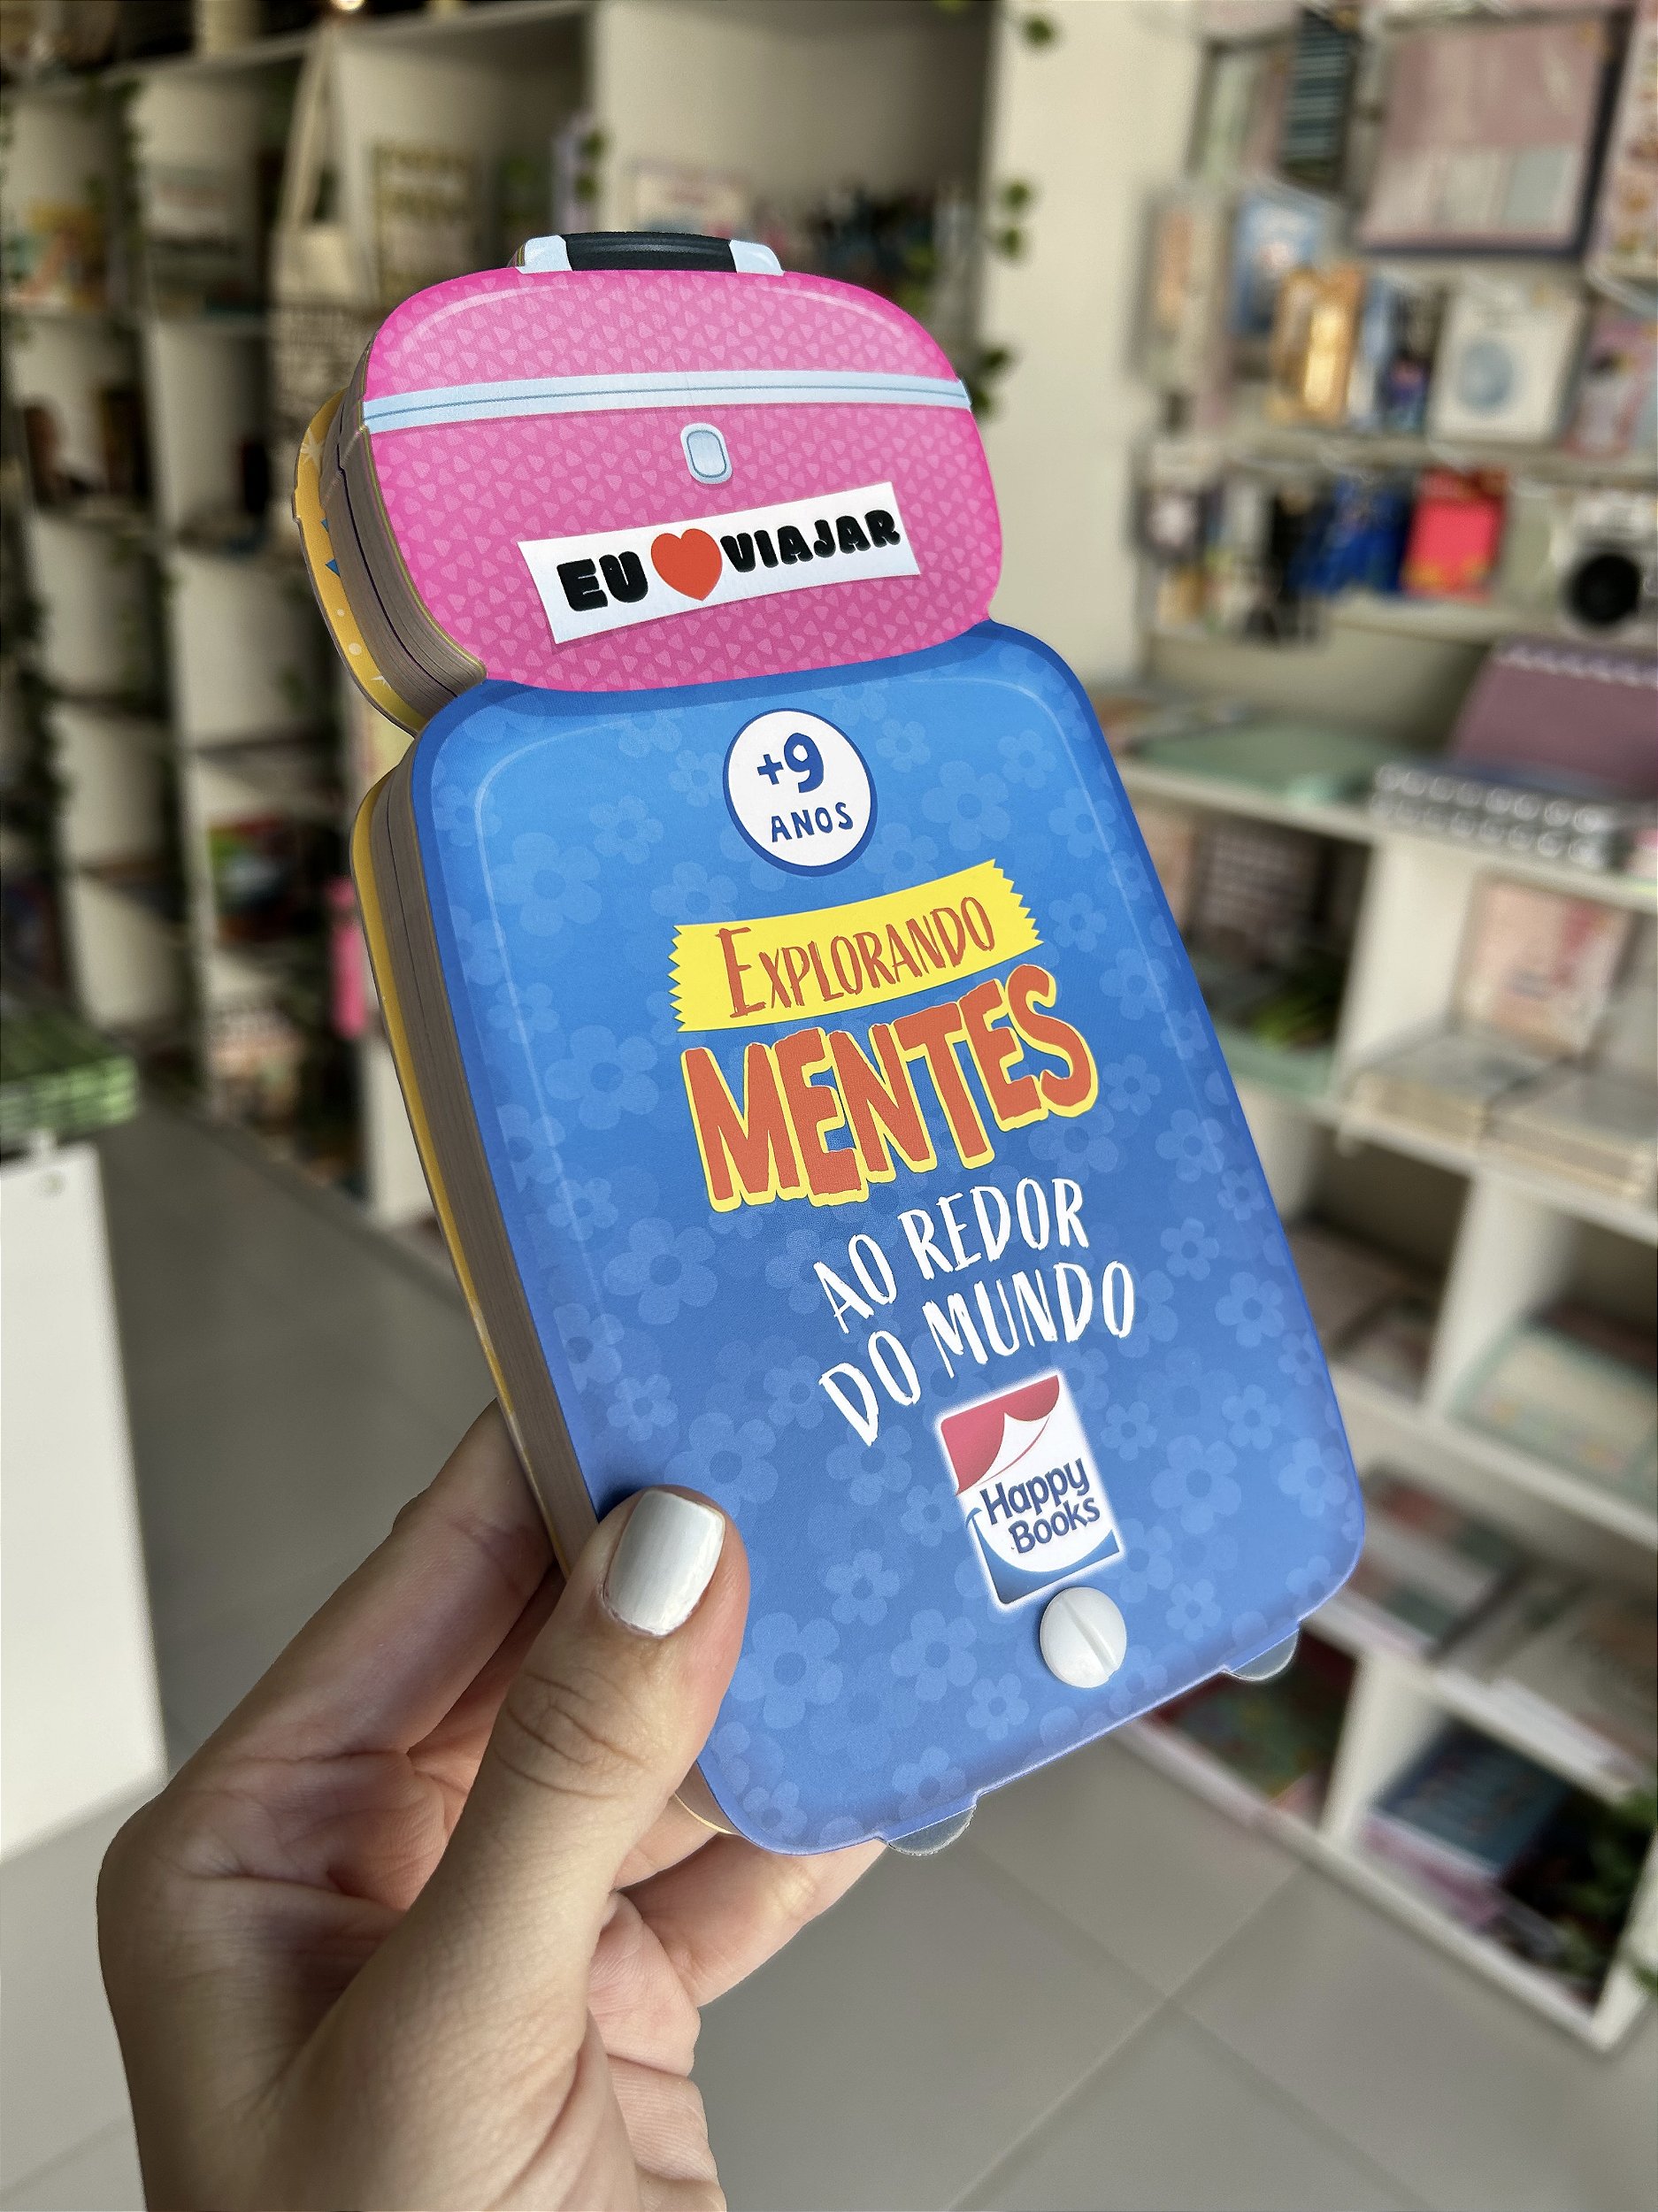 EU ❤ VIAJAR
+9
ANOS
EXPLORANDO
MENTES
AO REDOR
DO MUNDO
Happy
Books